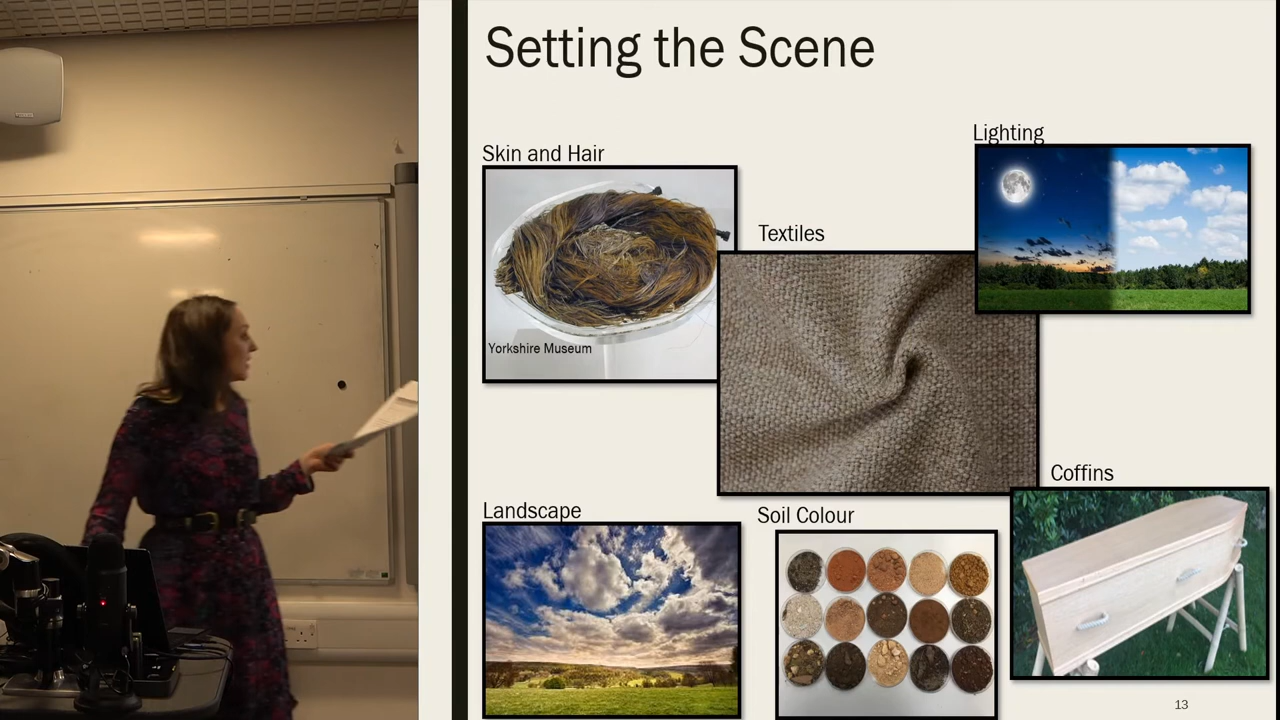 Setting the Scene
Lighting
Skin and Hair
Textiles
Yorkshire Museum
Coffins
Landscape
Soil Colour
13